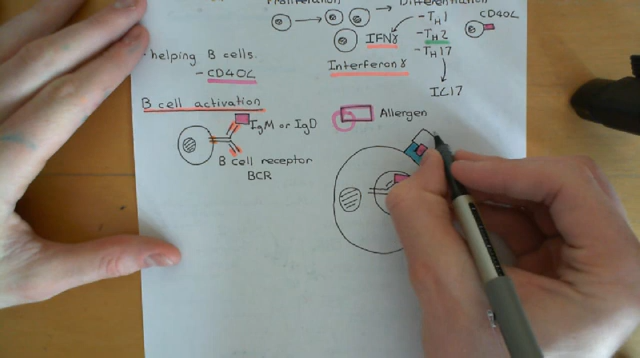 Proliferation
Differentiation
IFNγ
- TH1
- TH2
- TH17
CD40L
Interferon γ
IL17
- helping B cells.
- CD40L
B cell activation
IgM or IgD
B cell receptor
BCR
Allergen